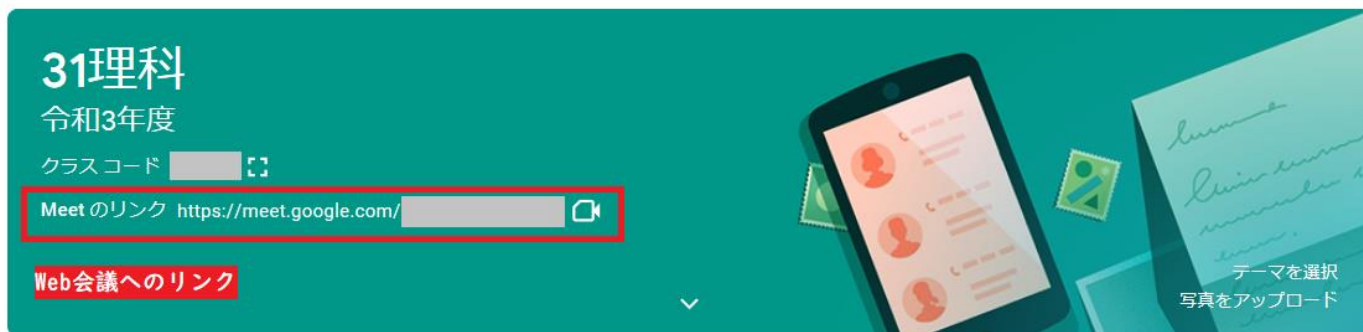 31理科
令和3年度
クラス コード
Meet のリンク https://meet.google.com/
Web会議へのリンク
テーマを選択
写真をアップロード